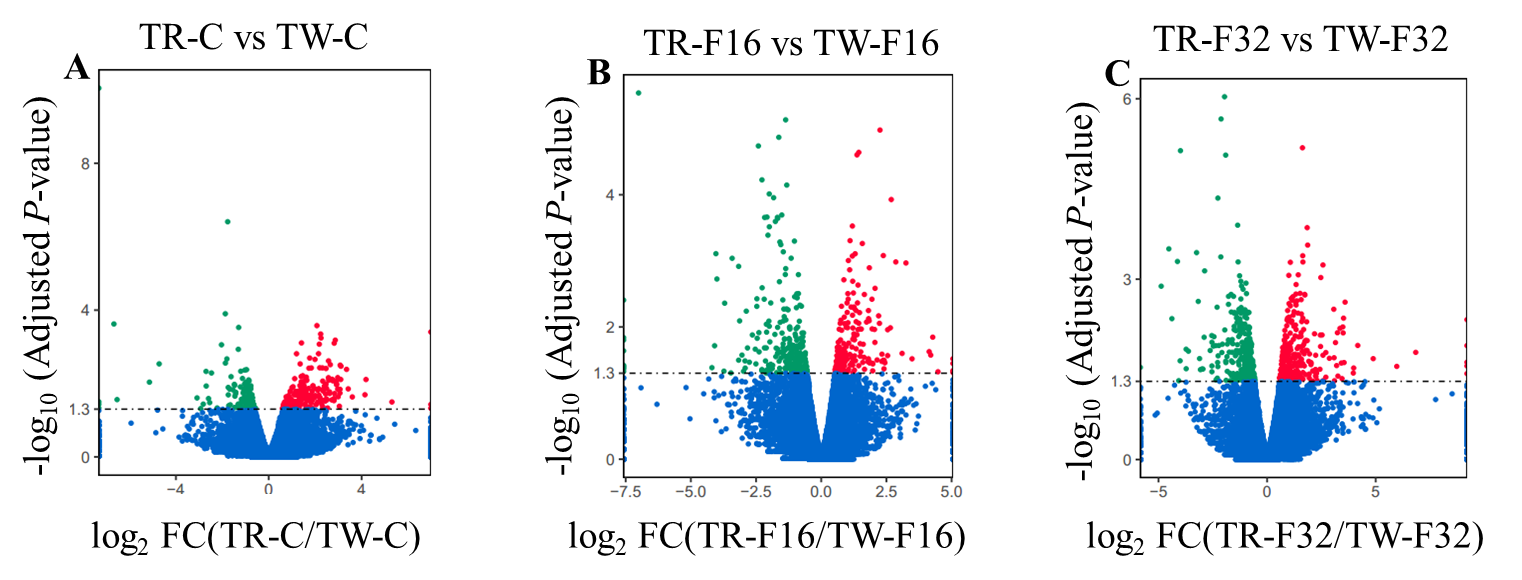 TR-C vs TW-C
A
-log10 (Adjusted P-value)
8
4
1.3
0
−4
0
4
log2 FC(TR-C/TW-C)
TR-F16 vs TW-F16
B
-log10 (Adjusted P-value)
4
2
1.3
0
−7.5
−5.0
−2.5
0.0
2.5
5.0
log2 FC(TR-F16/TW-F16)
TR-F32 vs TW-F32
C
-log10 (Adjusted P-value)
6
3
1.3
0
−5
0
5
log2 FC(TR-F32/TW-F32)